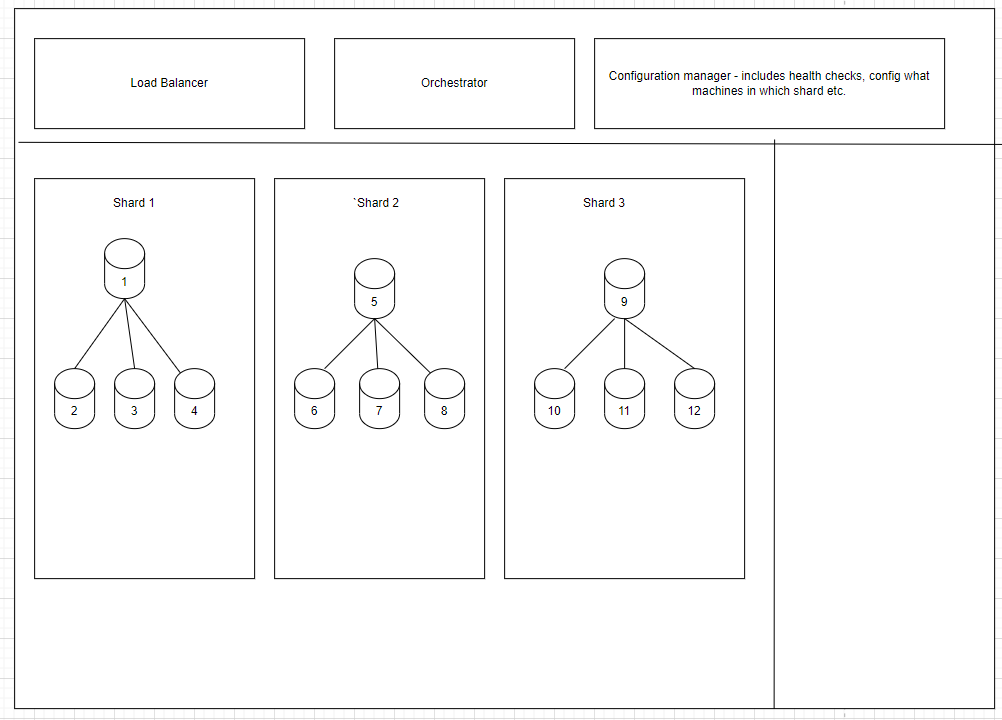 Load Balancer
Orchestrator
Configuration manager - includes health checks, config what
machines in which shard etc.
Shard 1
`Shard 2
Shard 3
1
5
9
2
3
4
6
7
8
10
11
12